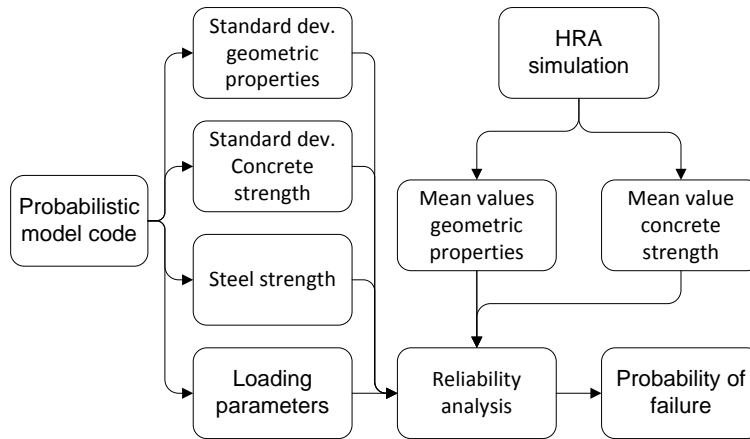 Standard dev.
geometric
properties
HRA
simulation
Standard dev.
Concrete
strength
Probabilistic
model code
Mean values
geometric
properties
Mean value
concrete
strength
Steel strength
Loading
parameters
Reliability
analysis
Probability of
failure